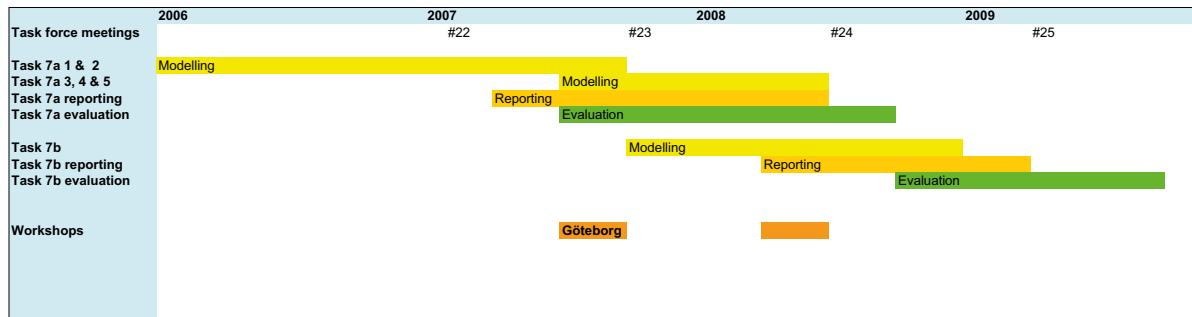 2006 2007 2008 2009
Task force meetings #22 #23 #24 #25
Task 7a 1 & 2 Modelling
Task 7a 3, 4 & 5 Modelling
Task 7a reporting Reporting
Task 7a evaluation Evaluation
Task 7b Modelling
Task 7b reporting Reporting
Task 7b evaluation Evaluation
Workshops Göteborg